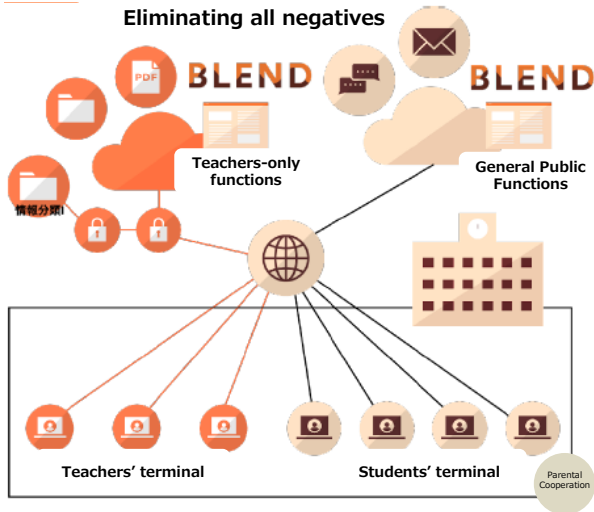 Eliminating all negatives
PDF
BLEND
BLEND
Teachers-only
functions
General Public
Functions
情報分類I
Teachers’ terminal
Students’ terminal
Parental
Cooperation